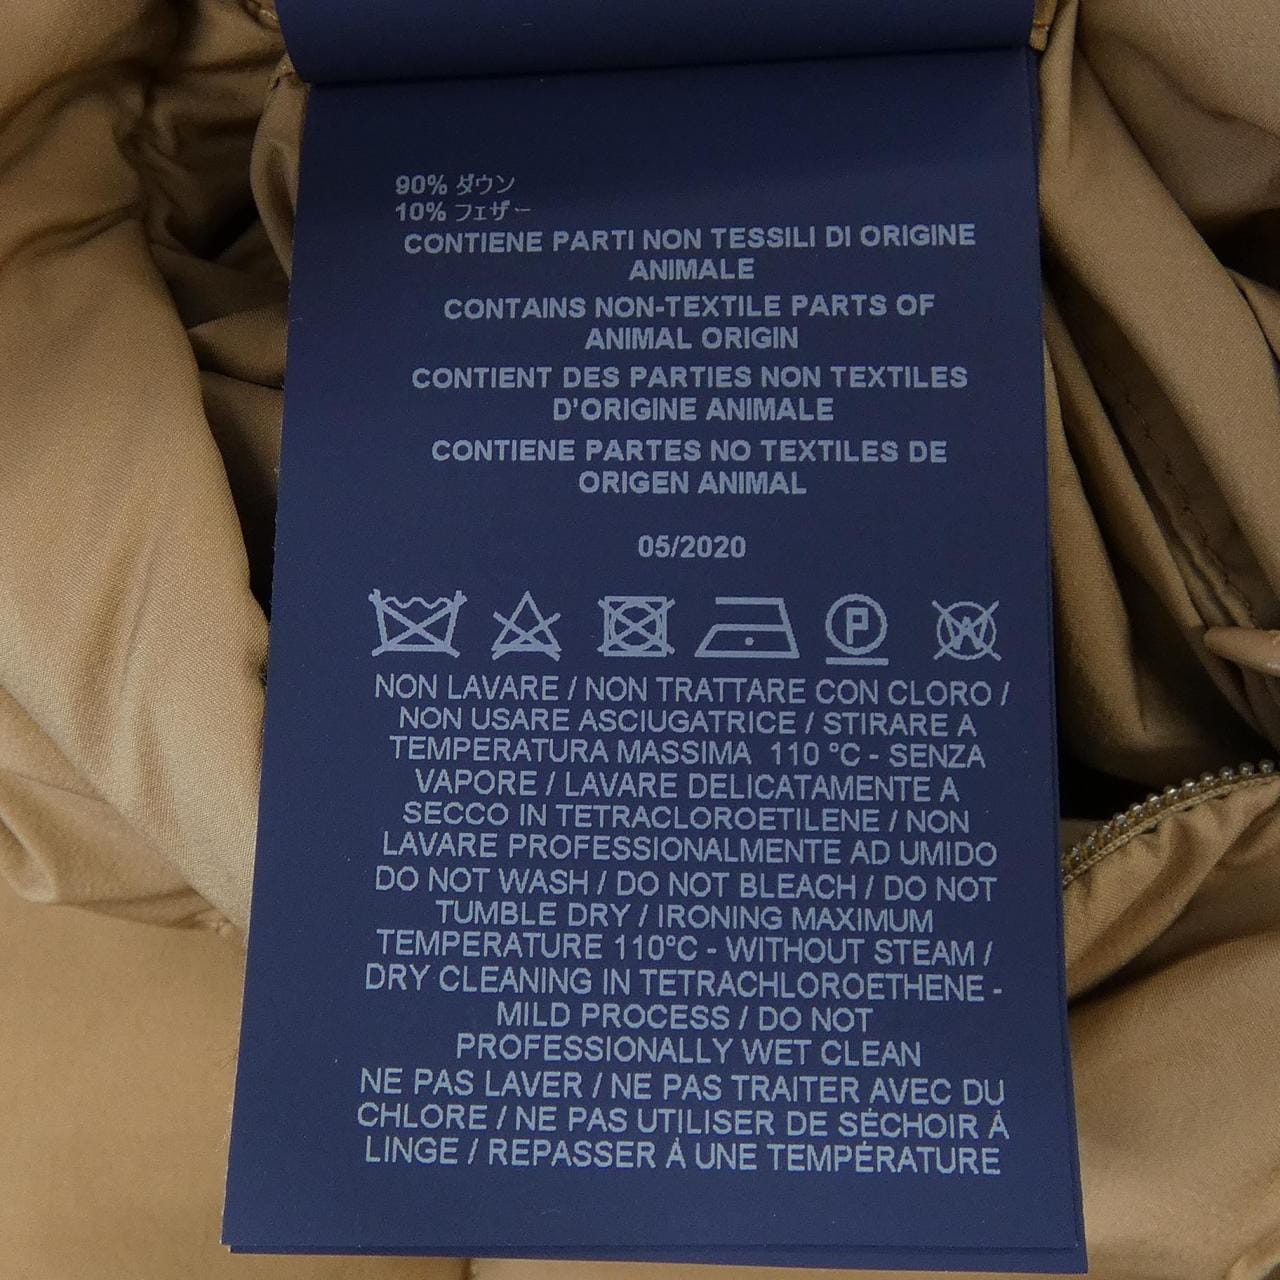 90% ダウン
10% フェザー
CONTIENE PARTI NON TESSILI DI ORIGINE
ANIMALE
CONTAINS NON-TEXTILE PARTS OF
ANIMAL ORIGIN
CONTIENT DES PARTIES NON TEXTILES
D'ORIGINE ANIMALE
CONTIENE PARTES NO TEXTILES DE
ORIGEN ANIMAL
05/2020
P W
NON LAVARE / NON TRATTARE CON CLORO /
NON USARE ASCIUGATRICE / STIRARE A
TEMPERATURA MASSIMA 110 °C - SENZA
VAPORE / LAVARE DELICATAMENTE A
SECCO IN TETRACLOROETILENE / NON
LAVARE PROFESSIONALMENTE AD UMIDO
DO NOT WASH / DO NOT BLEACH / DO NOT
TUMBLE DRY / IRONING MAXIMUM
TEMPERATURE 110°C - WITHOUT STEAM /
DRY CLEANING IN TETRACHLOROETHENE -
MILD PROCESS / DO NOT
PROFESSIONALLY WET CLEAN
NE PAS LAVER / NE PAS TRAITER AVEC DU
CHLORE / NE PAS UTILISER DE SÉCHOIR À
LINGE / REPASSER À UNE TEMPÉRATURE